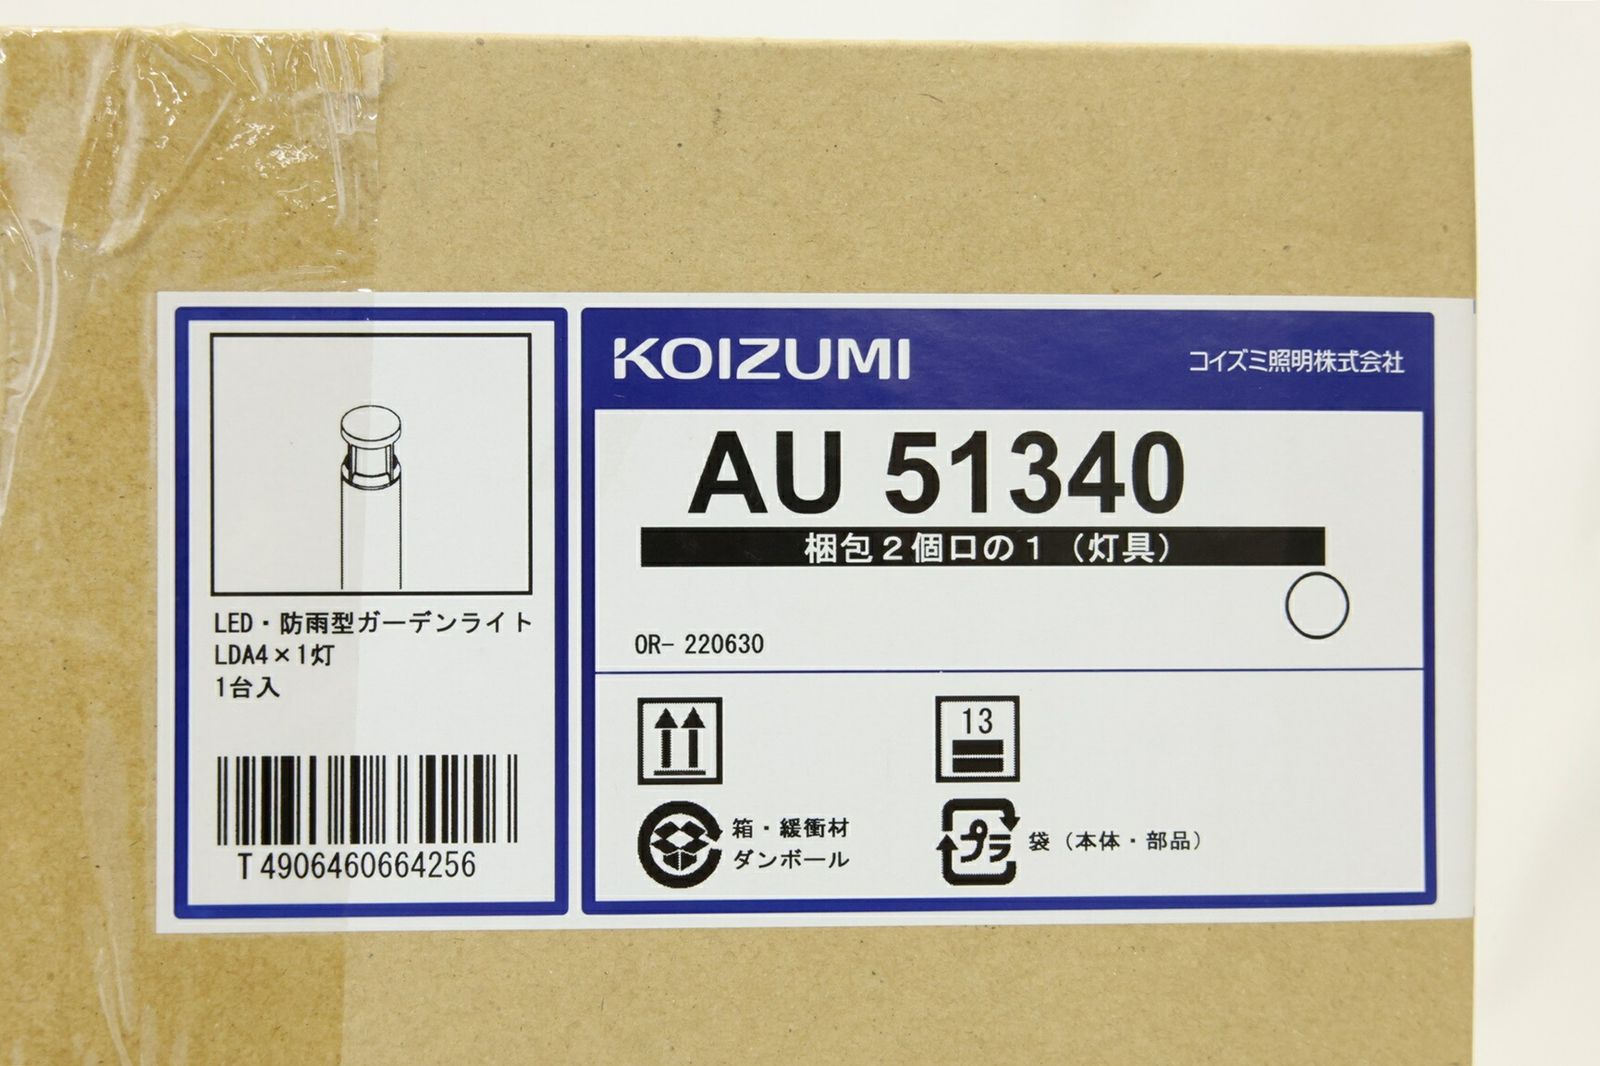 LED・防雨型ガーデンライト
LDA4×1灯
1台入
T 4906460664256
KOIZUMI
コイズミ照明株式会社
AU 51340
梱包2個口の1（灯具）
OR- 220630
13
箱・緩衝材
ダンボール
プラ
袋（本体・部品）